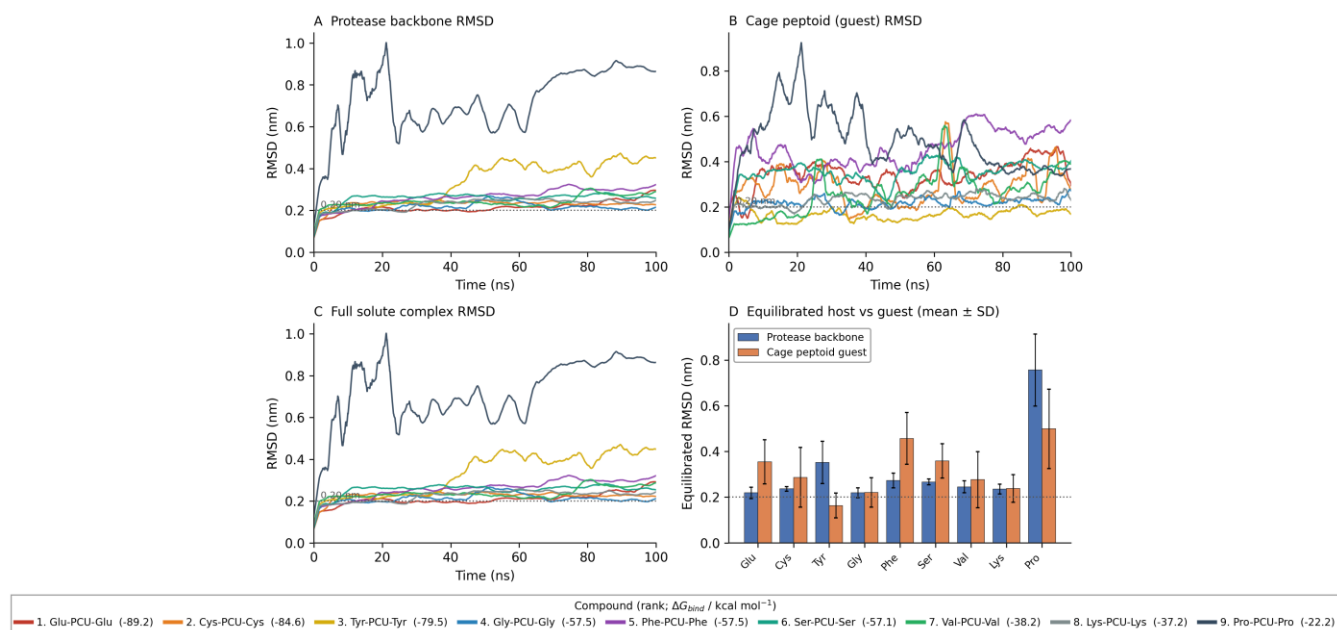 A Protease backbone RMSD
1.0
0.8
0.6
0.4
0.2
0.0
RMSD (nm)
0 20 40 60 80 100
Time (ns)
B Cage peptoid (guest) RMSD
0.8
0.6
0.4
0.2
0.0
RMSD (nm)
0 20 40 60 80 100
Time (ns)
C Full solute complex RMSD
1.0
0.8
0.6
0.4
0.2
0.0
RMSD (nm)
0 20 40 60 80 100
Time (ns)
D Equilibrated host vs guest (mean ± SD)
Protease backbone
Cage peptoid guest
0.8
0.6
0.4
0.2
0.0
Equilibrated RMSD (nm)
Glu Cys Tyr Gly Phe Ser Val Lys Pro
Compound (rank; ΔG_bind / kcal mol⁻¹)
1. Glu-PCU-Glu (-89.2) 2. Cys-PCU-Cys (-84.6) 3. Tyr-PCU-Tyr (-79.5) 4. Gly-PCU-Gly (-57.5) 5. Phe-PCU-Phe (-57.5) 6. Ser-PCU-Ser (-57.1) 7. Val-PCU-Val (-38.2) 8. Lys-PCU-Lys (-37.2) 9. Pro-PCU-Pro (-22.2)